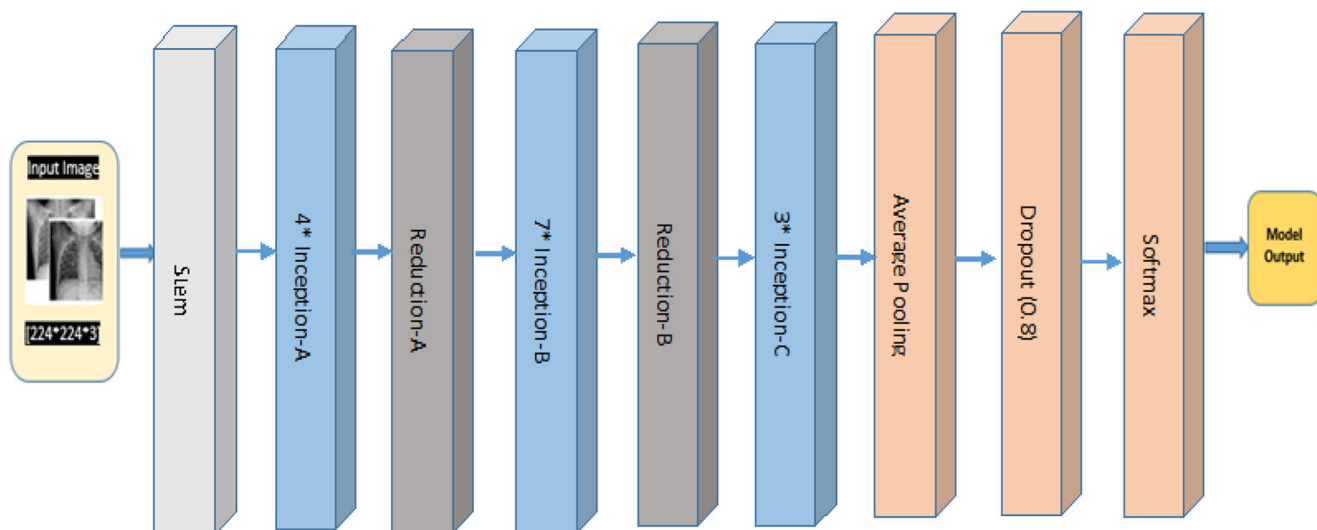 Input Image
[224*224*3]
Stem
4* Inception-A
Reduction-A
7* Inception-B
Reduction-B
3* Inception-C
Average Pooling
Dropout (0.8)
Softmax
Model
Output